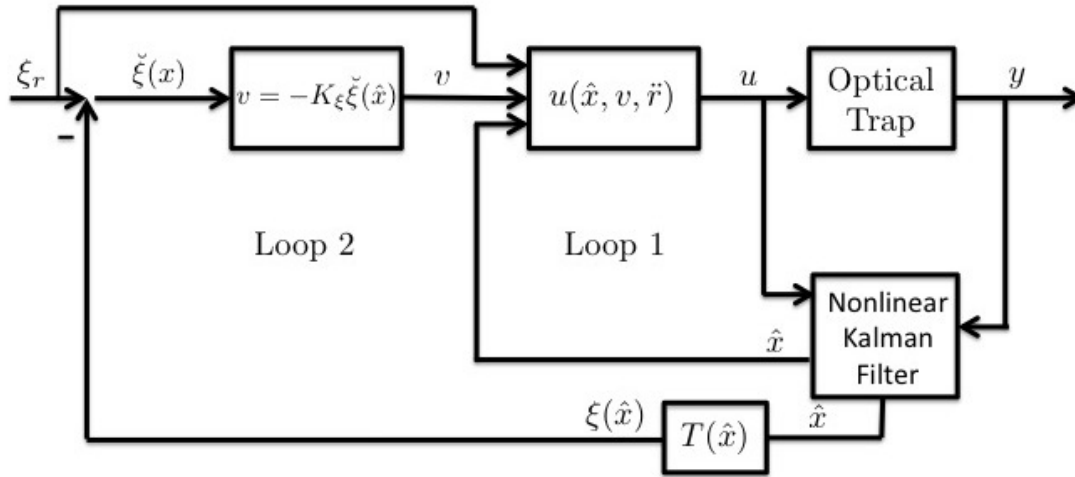 ξ_r
ξ̆(x)
v = −K_ξ ξ̆(x̂)
v
u(x̂, v, r̈)
u
Optical
Trap
y
−
Loop 2
Loop 1
Nonlinear
Kalman
Filter
x̂
ξ(x̂)
T(x̂)
x̂